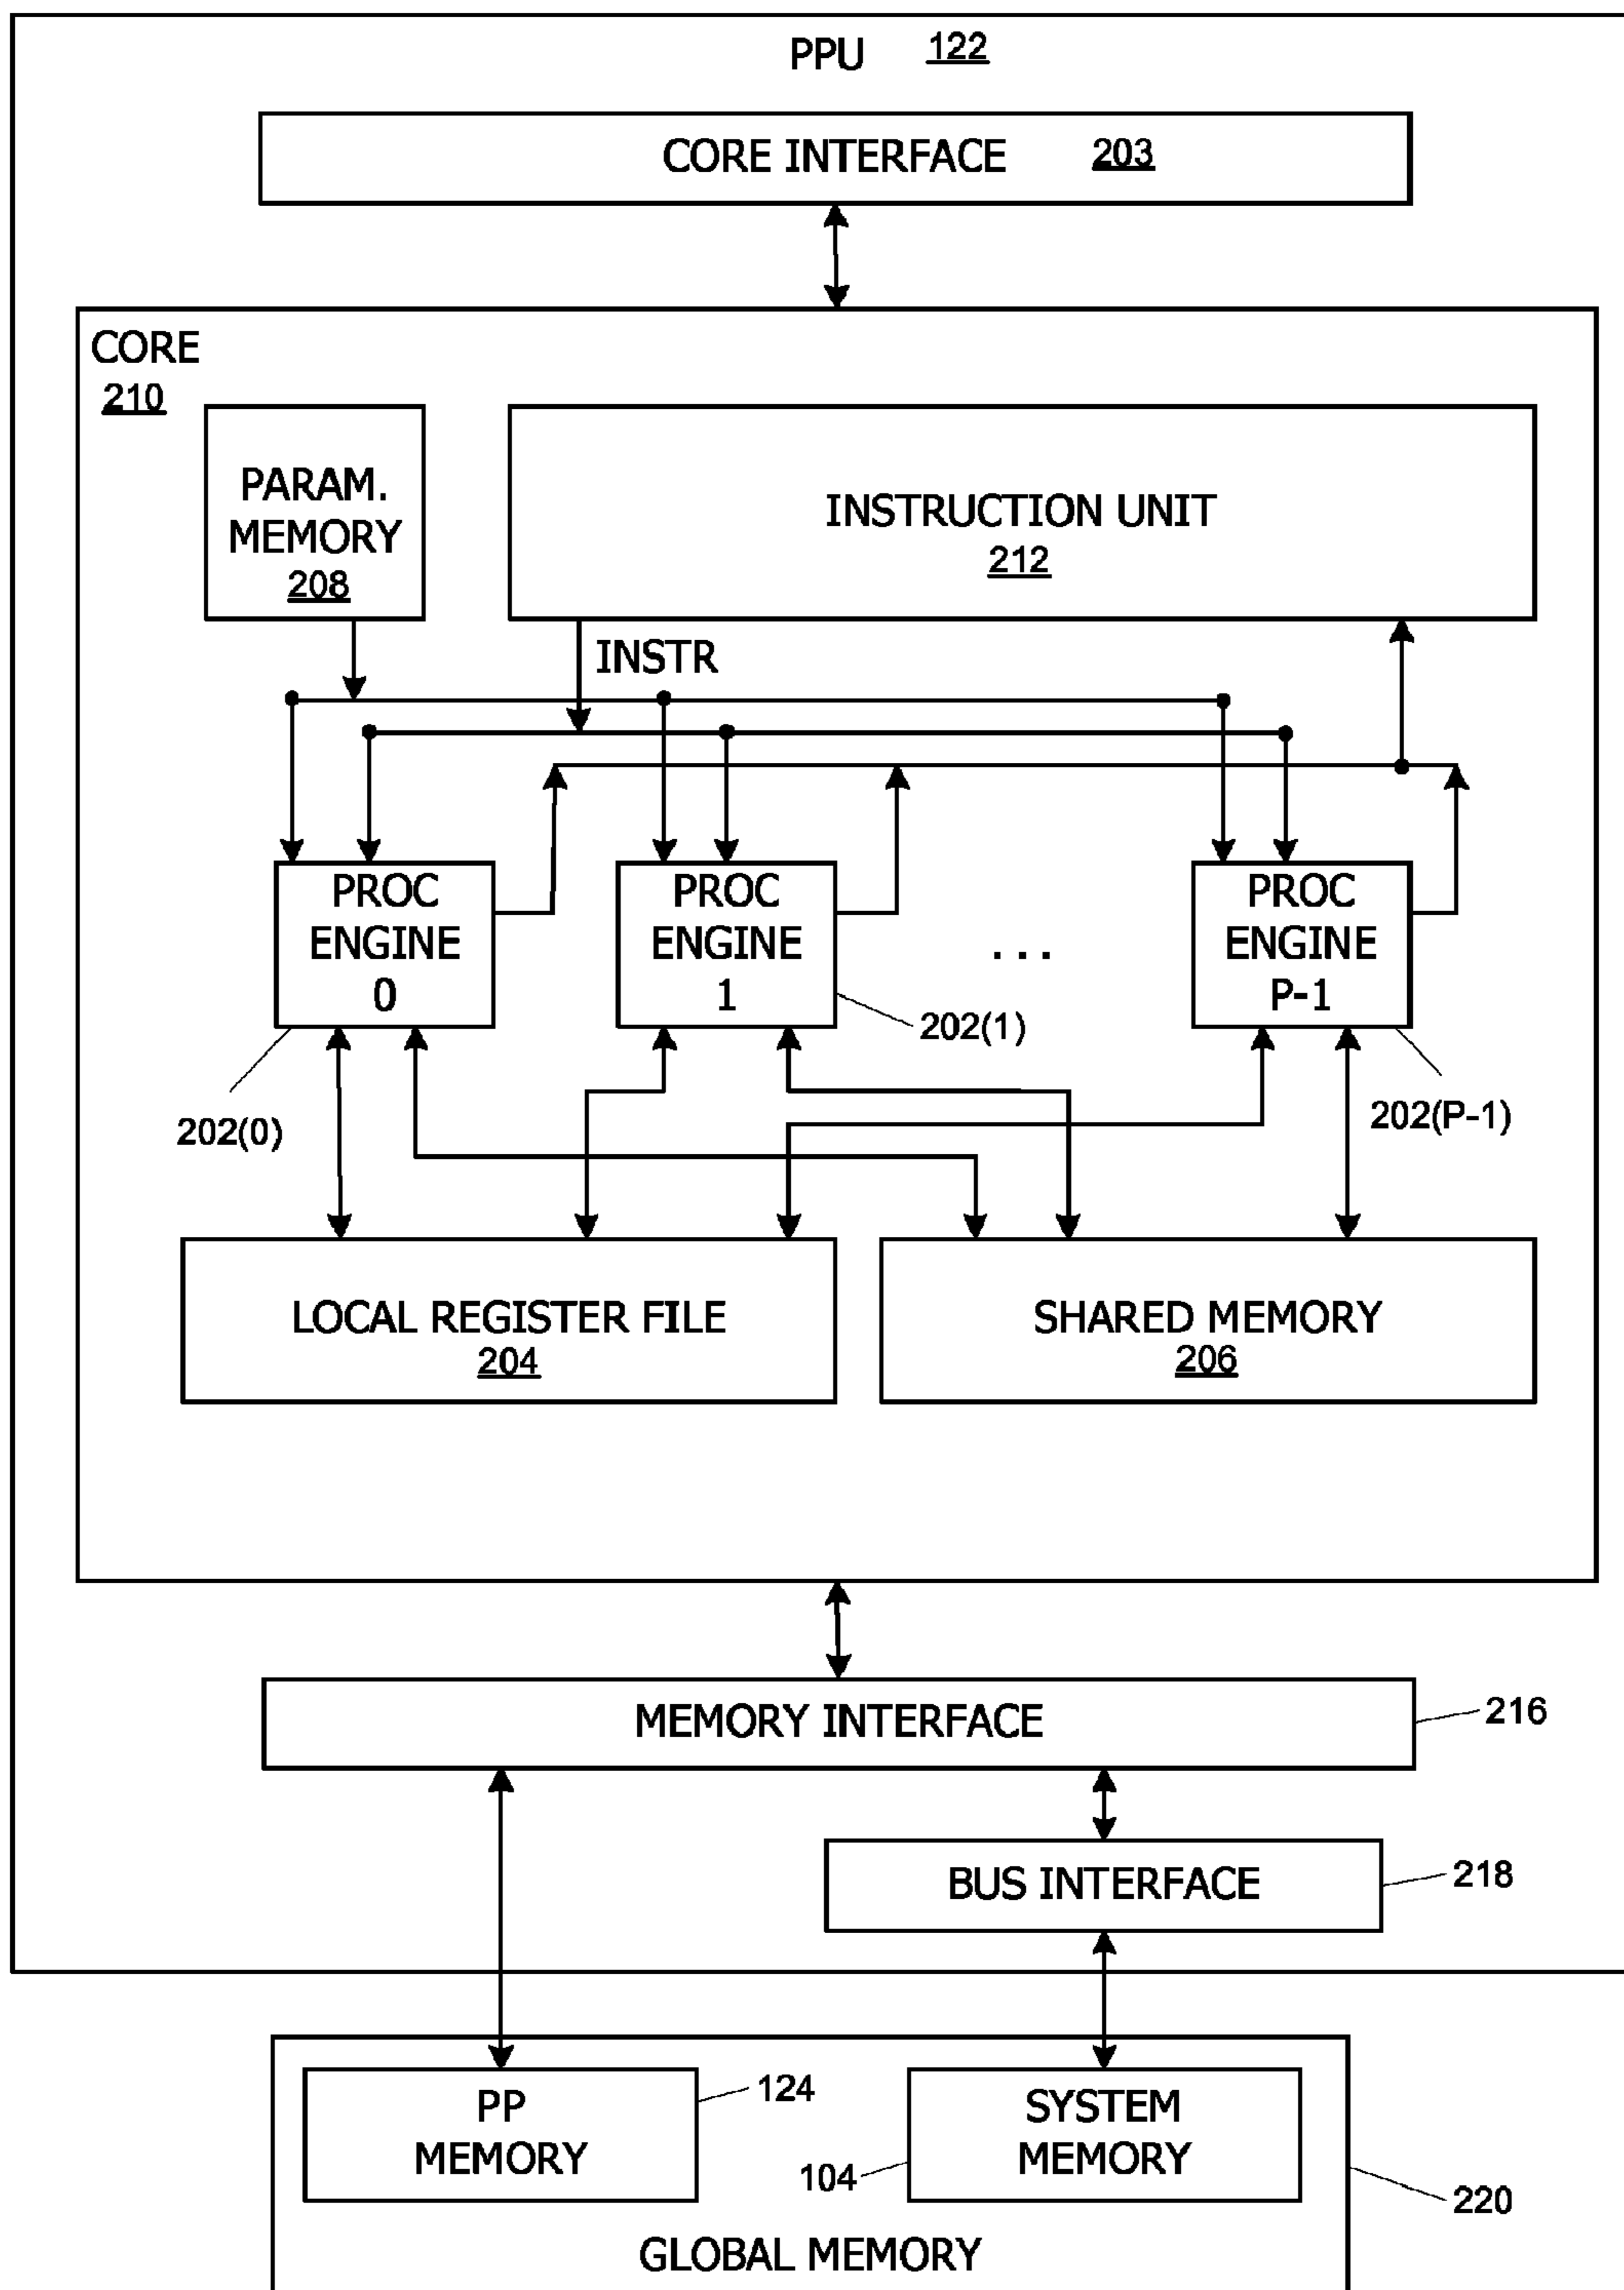 PPU 122
CORE INTERFACE 203
CORE
210
PARAM.
MEMORY
208
INSTRUCTION UNIT
212
INSTR
PROC
ENGINE
0
PROC
ENGINE
1
...
PROC
ENGINE
P-1
202(0)
202(1)
202(P-1)
LOCAL REGISTER FILE
204
SHARED MEMORY
206
MEMORY INTERFACE
216
BUS INTERFACE
218
PP
MEMORY
124
SYSTEM
MEMORY
104
220
GLOBAL MEMORY